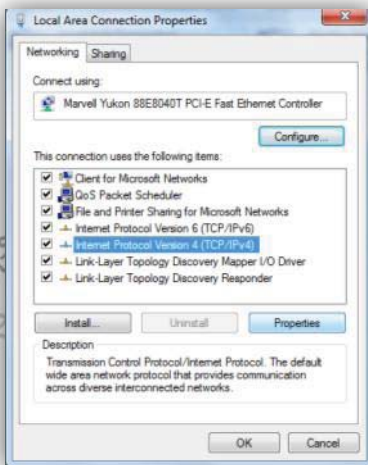 Local Area Connection Properties
Networking
Sharing
Connect using:
Marvell Yukon 88E8040T PCI-E Fast Ethernet Controller
Configure...
This connection uses the following items:
Client for Microsoft Networks
QoS Packet Scheduler
File and Printer Sharing for Microsoft Networks
Internet Protocol Version 6 (TCP/IPv6)
Internet Protocol Version 4 (TCP/IPv4)
Link-Layer Topology Discovery Mapper I/O Driver
Link-Layer Topology Discovery Responder
Install...
Uninstall
Properties
Description
Transmission Control Protocol/Internet Protocol. The default
wide area network protocol that provides communication
across diverse interconnected networks.
OK
Cancel